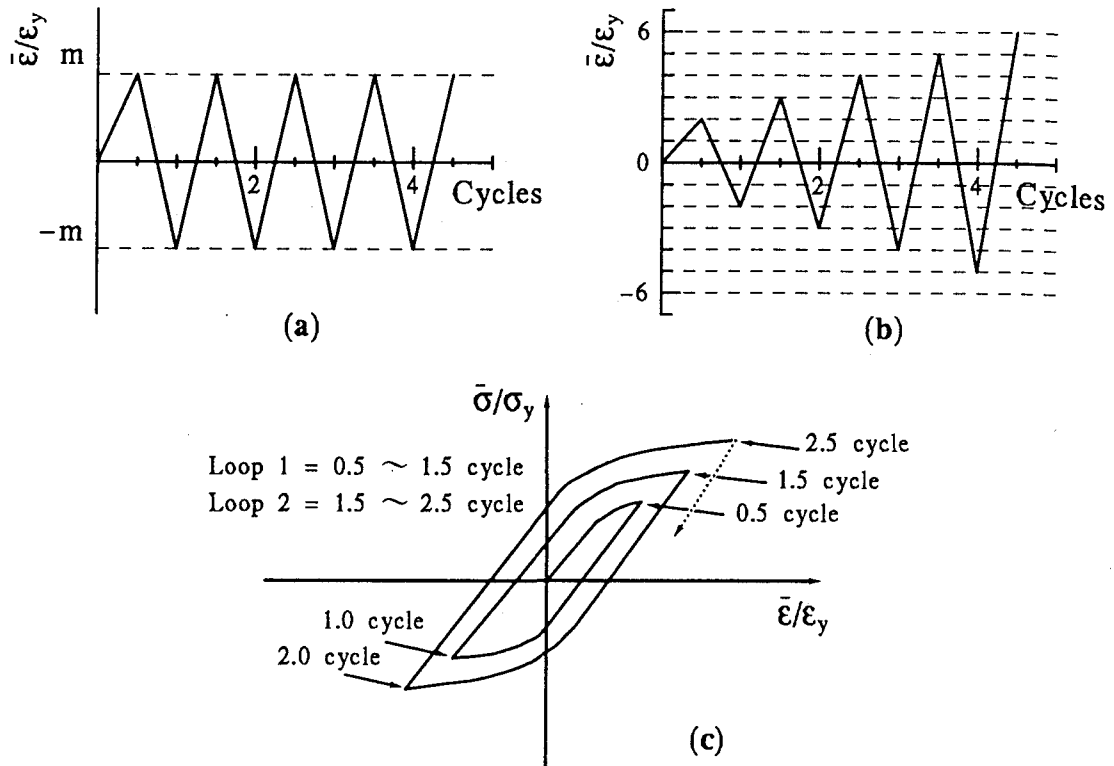 ε̄/εy
m
-m
2
4
Cycles
(a)
ε̄/εy
6
0
-6
2
4
Cycles
(b)
σ̄/σy
Loop 1 = 0.5 ~ 1.5 cycle
Loop 2 = 1.5 ~ 2.5 cycle
2.5 cycle
1.5 cycle
0.5 cycle
ε̄/εy
1.0 cycle
2.0 cycle
(c)